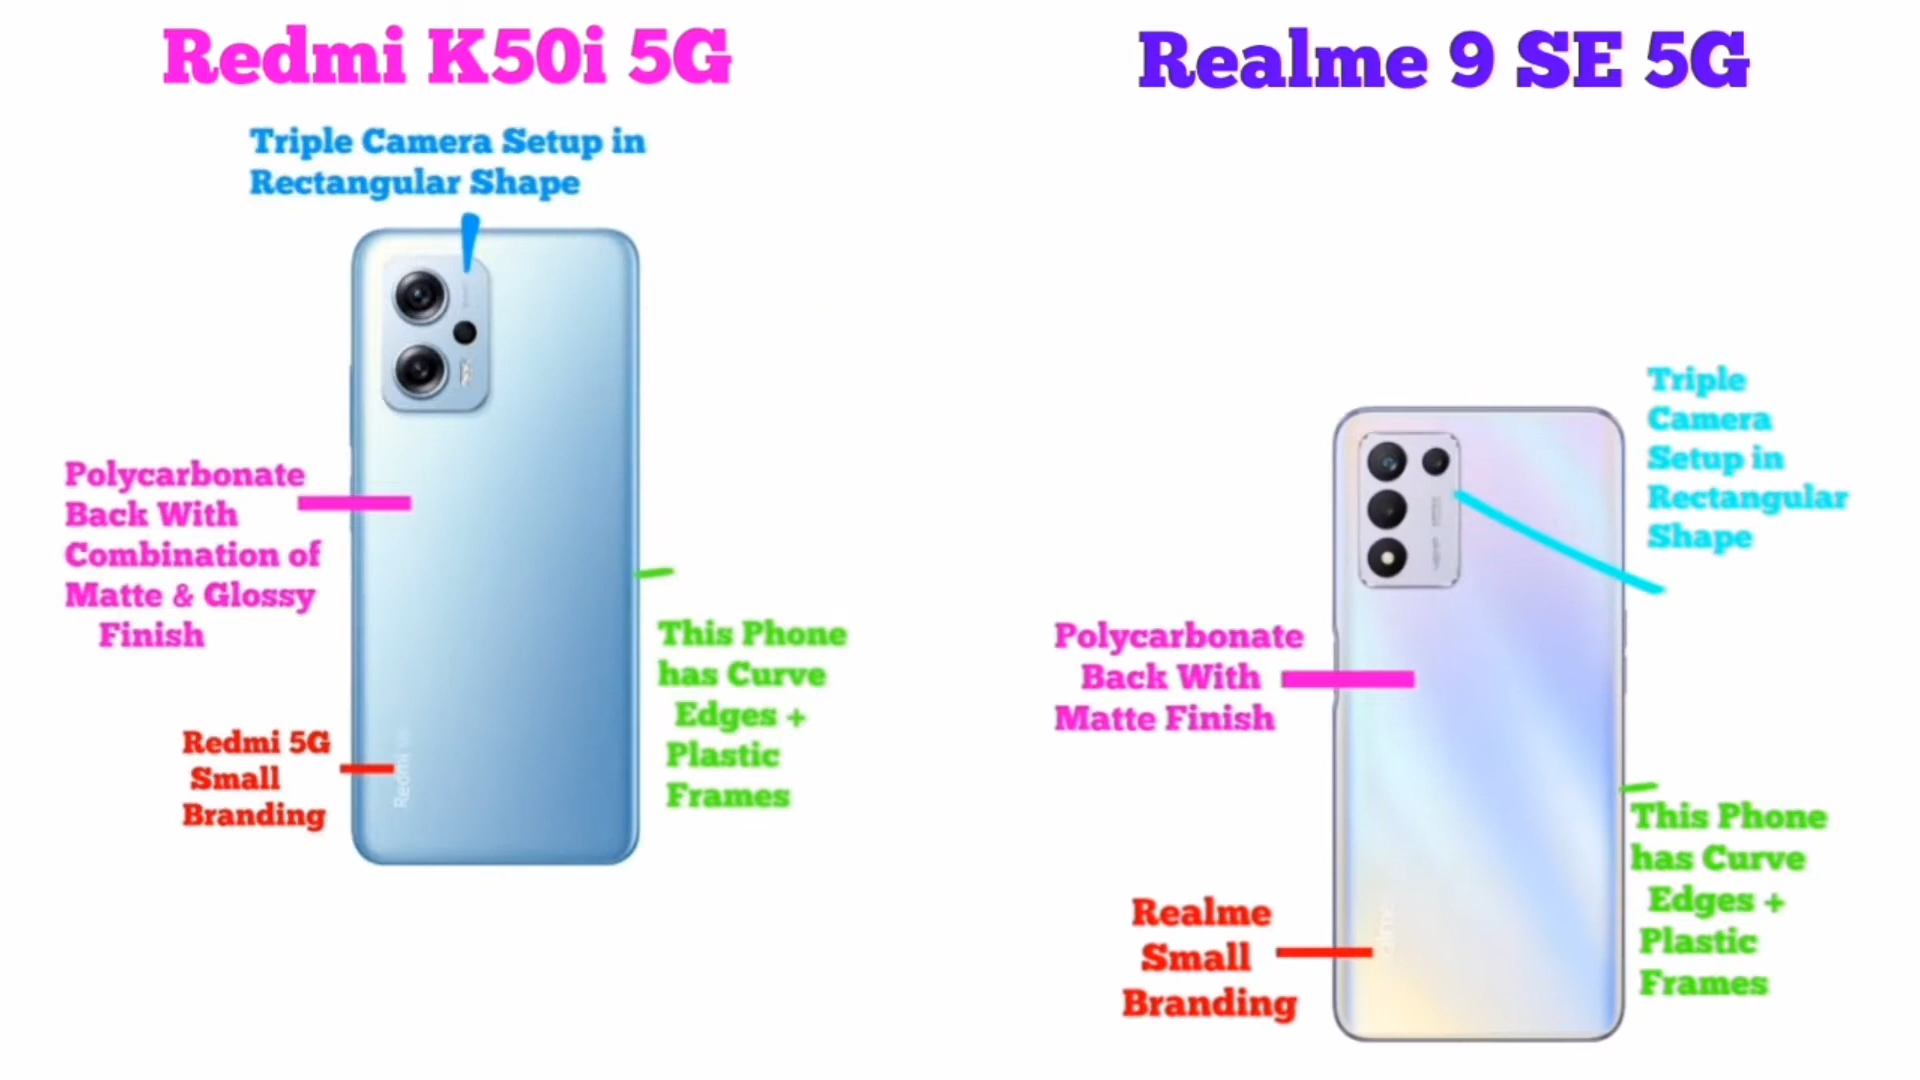 Redmi K50i 5G
Triple Camera Setup in
Rectangular Shape
Polycarbonate
Back With
Combination of
Matte & Glossy
Finish
Redmi 5G
Small
Branding
Redmi 5G
This Phone
has Curve
Edges +
Plastic
Frames
Realme 9 SE 5G
Triple
Camera
Setup in
Rectangular
Shape
Polycarbonate
Back With
Matte Finish
Realme
Small
Branding
This Phone
has Curve
Edges +
Plastic
Frames